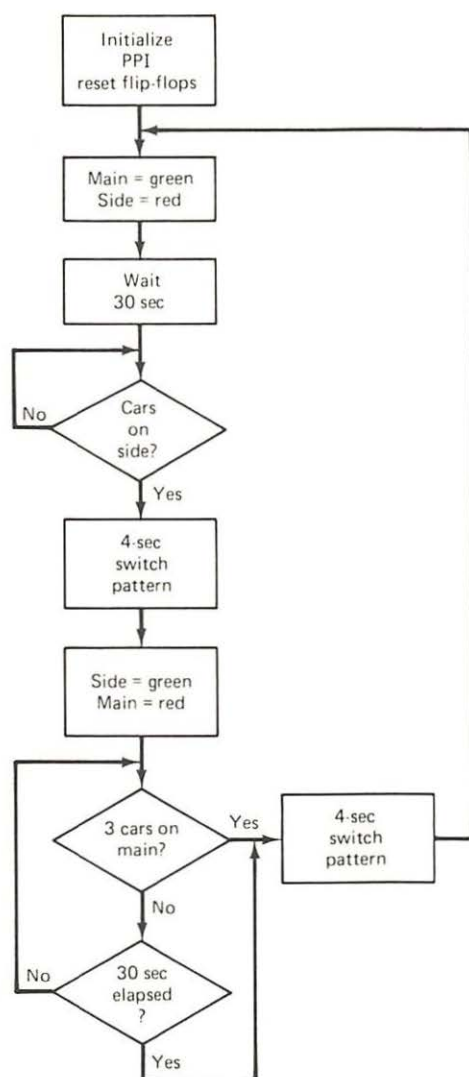 Initialize
PPI
reset flip-flops
Main = green
Side = red
Wait
30 sec
No
Cars
on
side?
Yes
4-sec
switch
pattern
Side = green
Main = red
3 cars on
main?
Yes
4-sec
switch
pattern
No
No
30 sec
elapsed
?
Yes